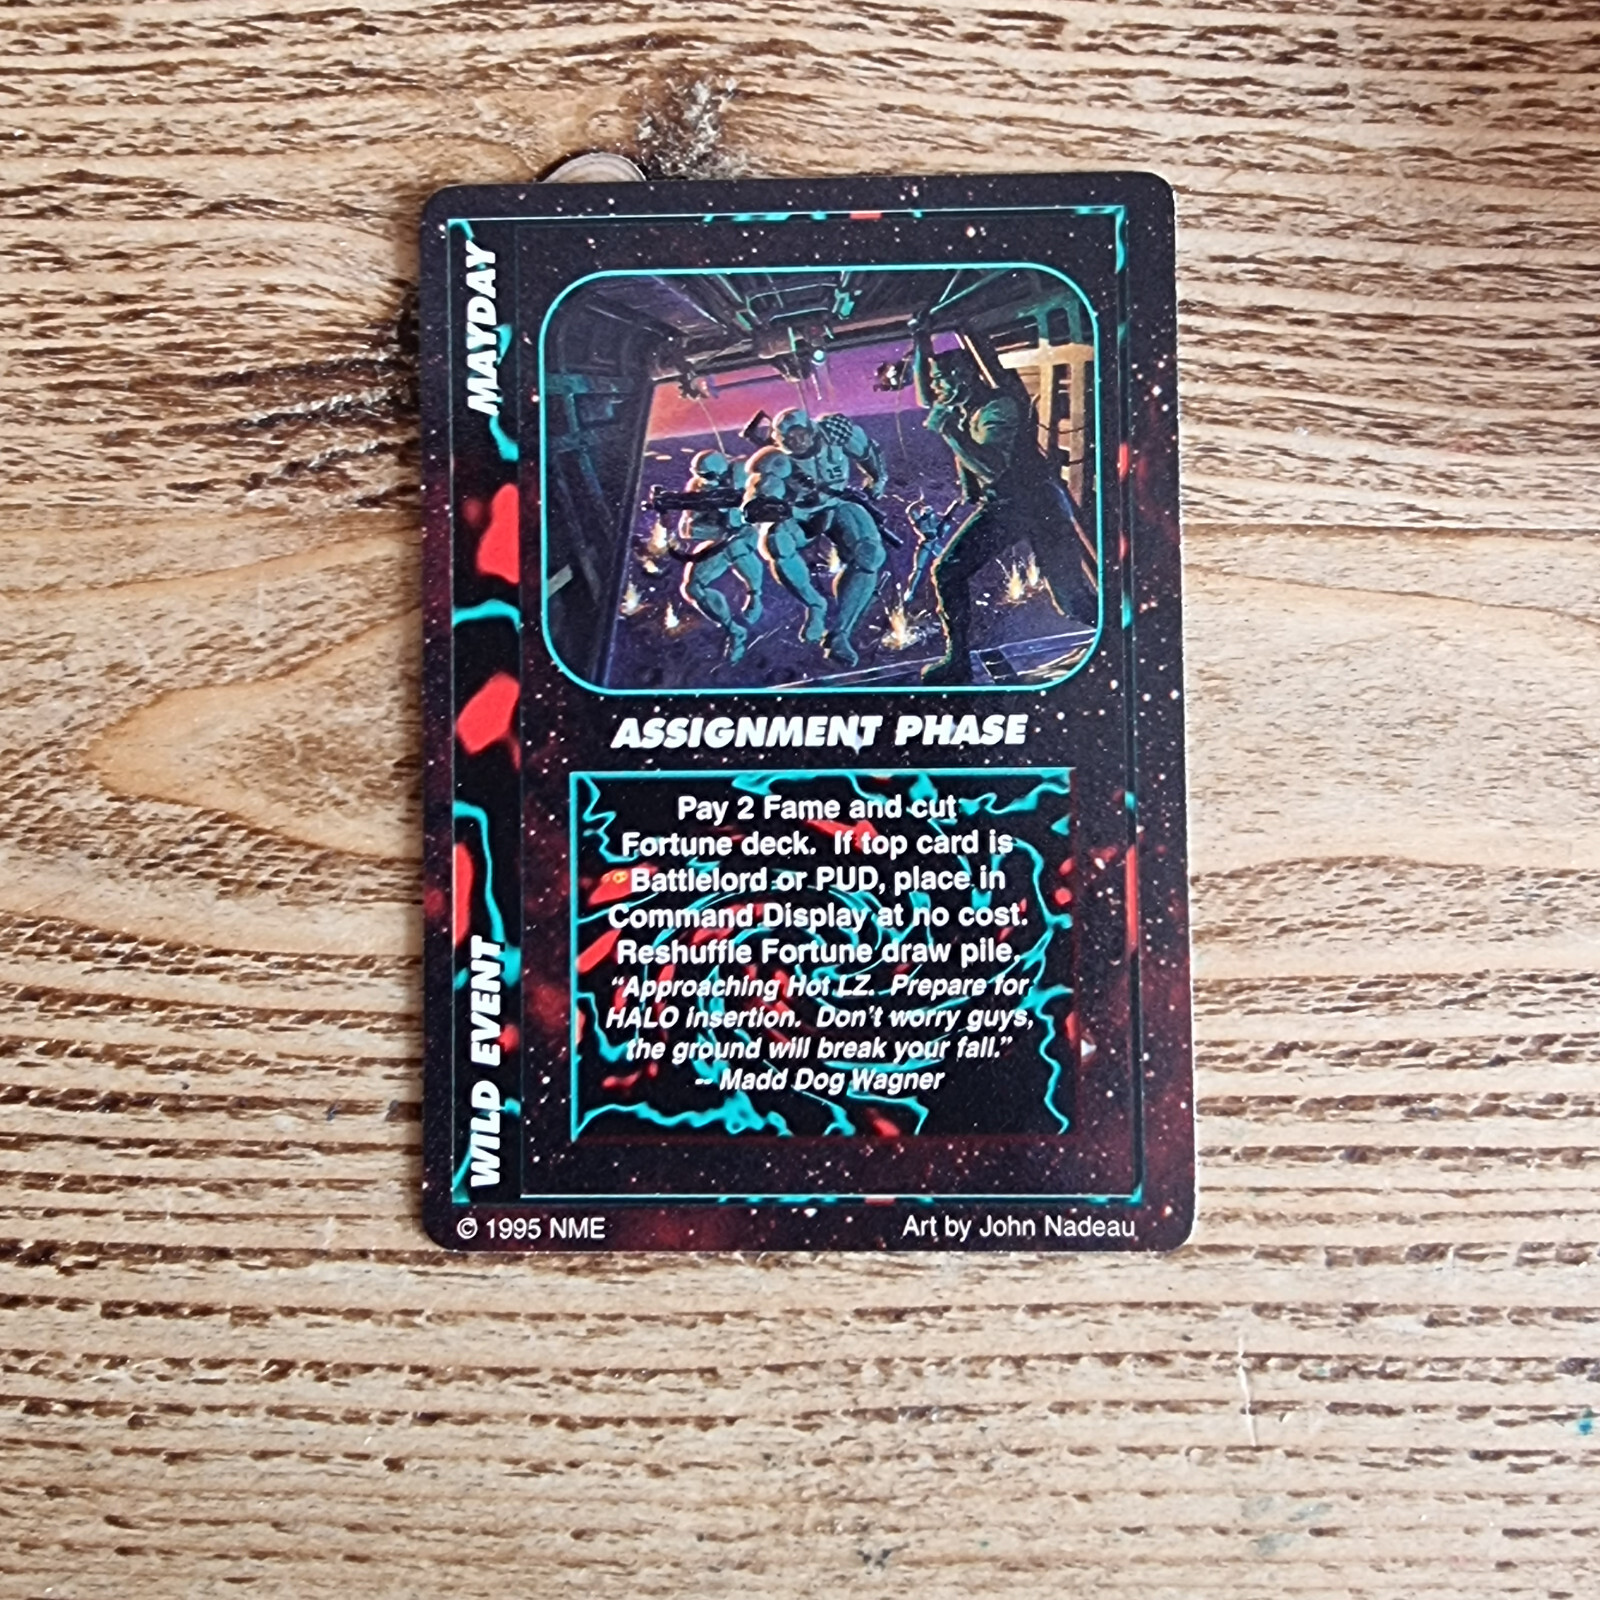 MAYDAY
WILD EVENT
15
ASSIGNMENT PHASE
Pay 2 Fame and cut
Fortune deck. If top card is
Battlelord or PUD, place in
Command Display at no cost.
Reshuffle Fortune draw pile.
“Approaching Hot LZ. Prepare for
HALO insertion. Don't worry guys,
the ground will break your fall.”
-- Madd Dog Wagner
© 1995 NME
Art by John Nadeau